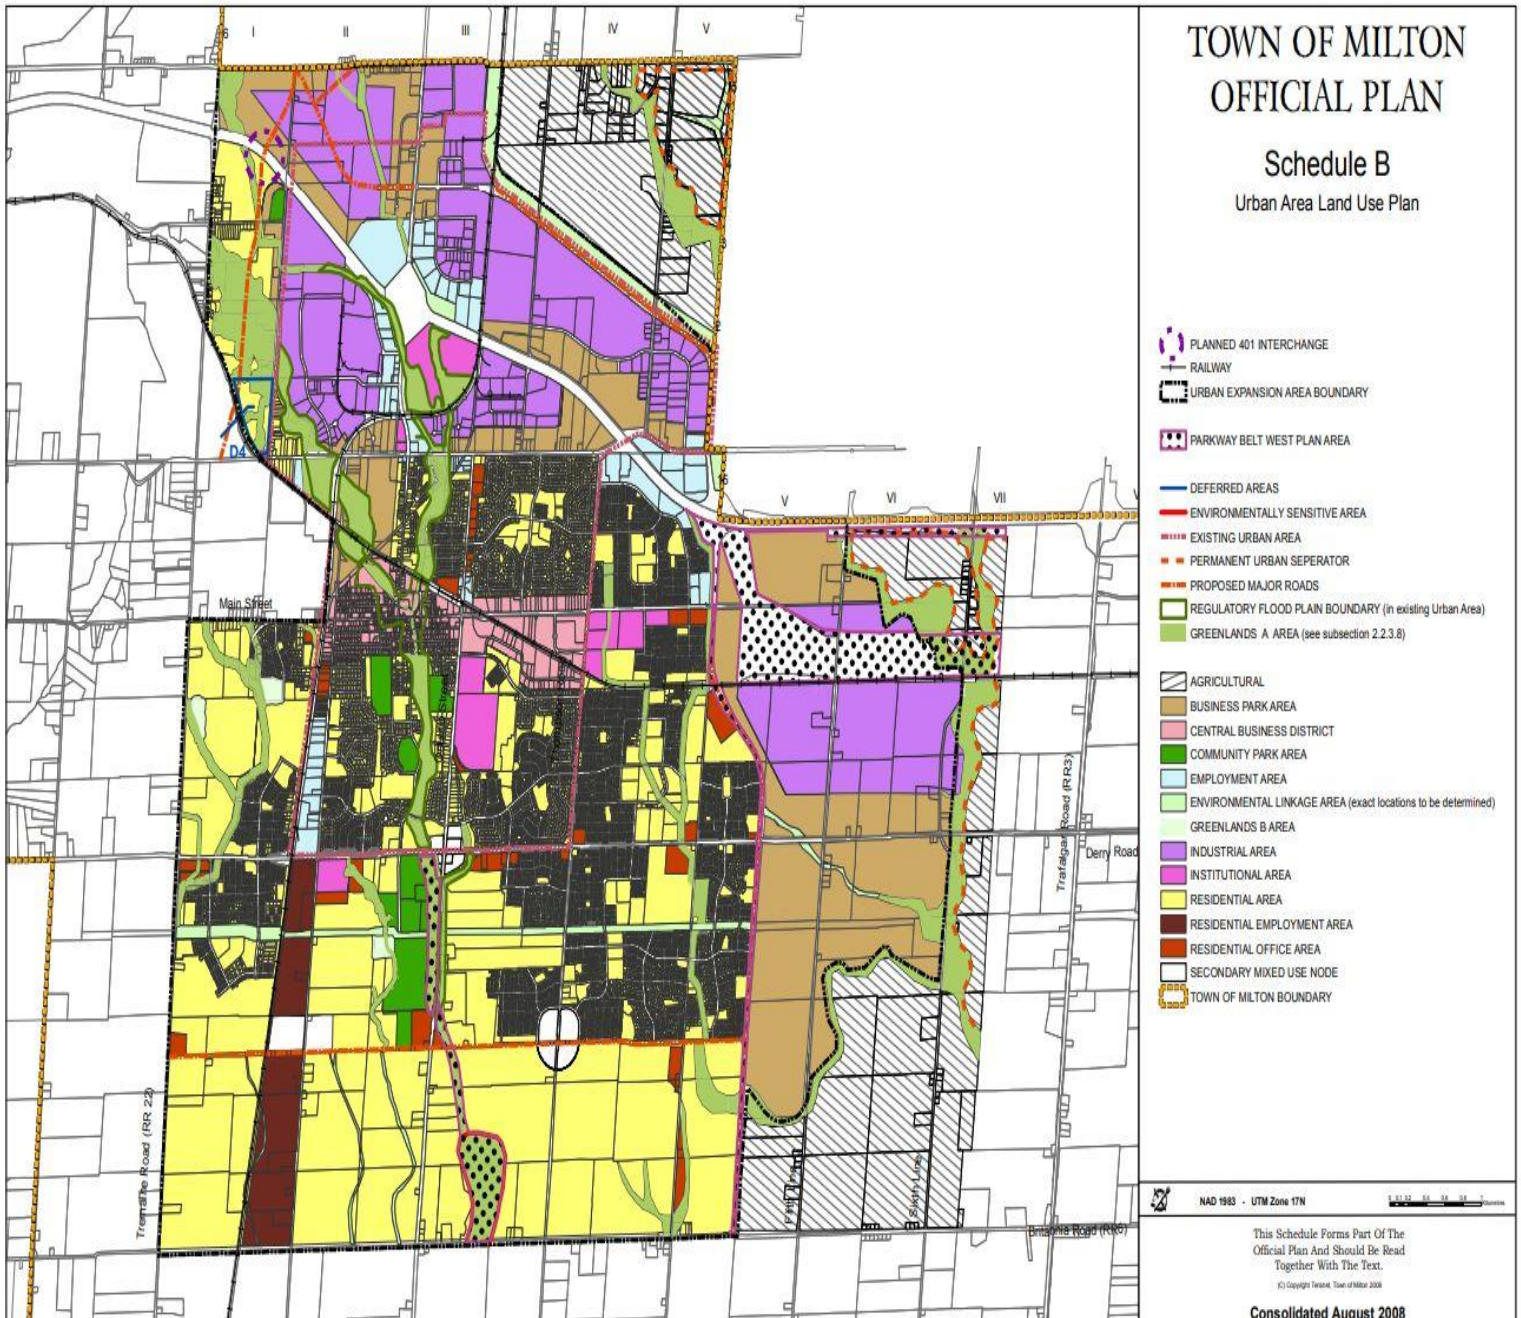 TOWN OF MILTON
OFFICIAL PLAN
Schedule B
Urban Area Land Use Plan
PLANNED 401 INTERCHANGE
RAILWAY
URBAN EXPANSION AREA BOUNDARY
PARKWAY BELT WEST PLAN AREA
DEFERRED AREAS
ENVIRONMENTALLY SENSITIVE AREA
EXISTING URBAN AREA
PERMANENT URBAN SEPERATOR
PROPOSED MAJOR ROADS
REGULATORY FLOOD PLAIN BOUNDARY (in existing Urban Area)
GREENLANDS A AREA (see subsection 2.2.3.8)
AGRICULTURAL
BUSINESS PARK AREA
CENTRAL BUSINESS DISTRICT
COMMUNITY PARK AREA
EMPLOYMENT AREA
ENVIRONMENTAL LINKAGE AREA (exact locations to be determined)
GREENLANDS B AREA
INDUSTRIAL AREA
INSTITUTIONAL AREA
RESIDENTIAL AREA
RESIDENTIAL EMPLOYMENT AREA
RESIDENTIAL OFFICE AREA
SECONDARY MIXED USE NODE
TOWN OF MILTON BOUNDARY
NAD 1983 - UTM Zone 17N
This Schedule Forms Part Of The
Official Plan And Should Be Read
Together With The Text.
(C) Copyright Teranet, Town of Milton 2008
Consolidated August 2008
I II III IV V
V VI VII
D4
Main Street
Street
Derry Road
Trafalgar Road (RR3)
Tremaine Road (RR 22)
Sixth Line
Britannia Road (RR6)